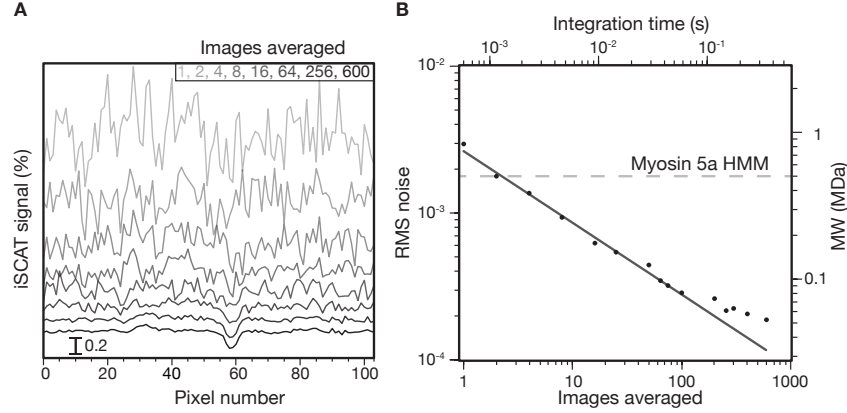 A
Images averaged
1, 2, 4, 8, 16, 64, 256, 600
iSCAT signal (%)
0.2
0 20 40 60 80 100
Pixel number
B
Integration time (s)
10-3 10-2 10-1
10-2
10-3
10-4
RMS noise
Myosin 5a HMM
1
0.1
MW (MDa)
1 10 100 1000
Images averaged